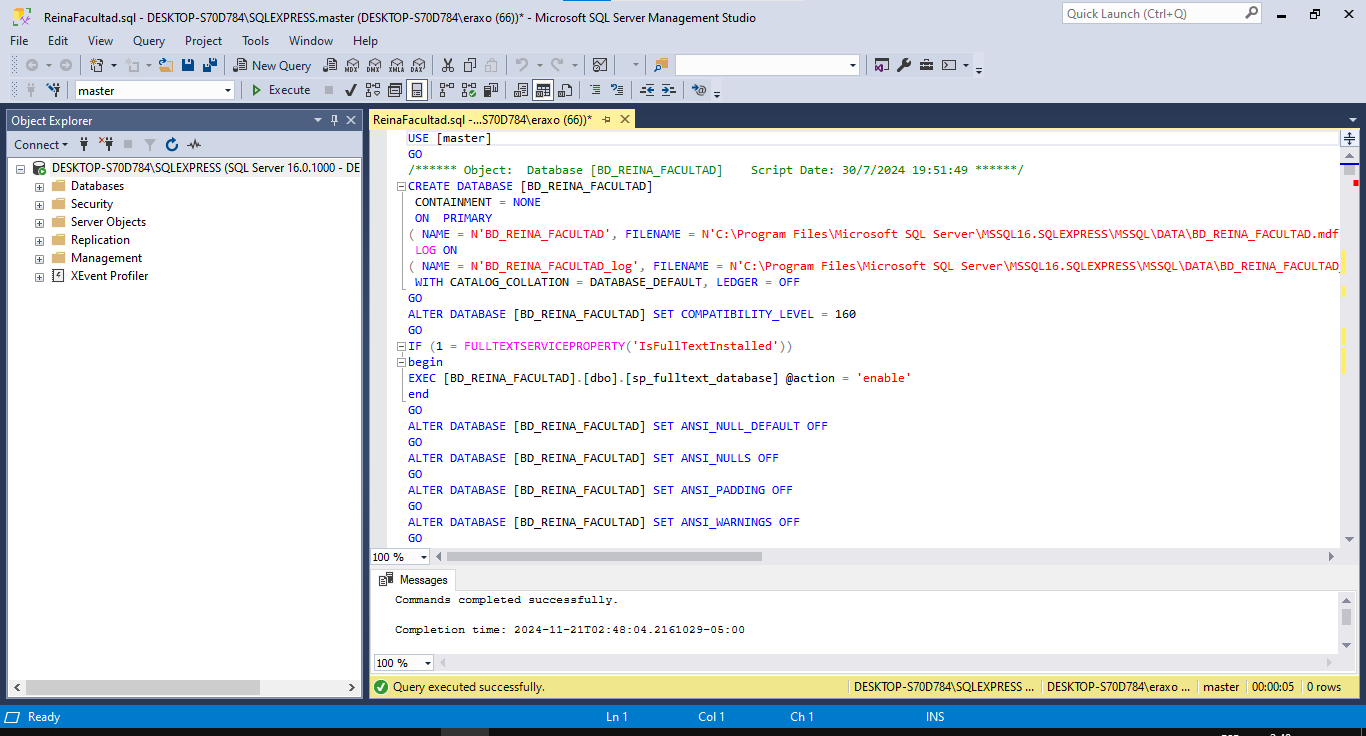 ReinaFacultad.sql - DESKTOP-S70D784\SQLEXPRESS.master (DESKTOP-S70D784\eraxo (66))* - Microsoft SQL Server Management Studio
Quick Launch (Ctrl+Q)
File Edit View Query Project Tools Window Help
New Query MDX DMX XMLA DAX
master Execute
Object Explorer
Connect
DESKTOP-S70D784\SQLEXPRESS (SQL Server 16.0.1000 - DE
Databases
Security
Server Objects
Replication
Management
XEvent Profiler
ReinaFacultad.sql -...S70D784\eraxo (66))*
USE [master]
GO
/****** Object:  Database [BD_REINA_FACULTAD]    Script Date: 30/7/2024 19:51:49 ******/
CREATE DATABASE [BD_REINA_FACULTAD]
CONTAINMENT = NONE
ON  PRIMARY
( NAME = N'BD_REINA_FACULTAD', FILENAME = N'C:\Program Files\Microsoft SQL Server\MSSQL16.SQLEXPRESS\MSSQL\DATA\BD_REINA_FACULTAD.mdf
LOG ON
( NAME = N'BD_REINA_FACULTAD_log', FILENAME = N'C:\Program Files\Microsoft SQL Server\MSSQL16.SQLEXPRESS\MSSQL\DATA\BD_REINA_FACULTAD_
WITH CATALOG_COLLATION = DATABASE_DEFAULT, LEDGER = OFF
GO
ALTER DATABASE [BD_REINA_FACULTAD] SET COMPATIBILITY_LEVEL = 160
GO
IF (1 = FULLTEXTSERVICEPROPERTY('IsFullTextInstalled'))
begin
EXEC [BD_REINA_FACULTAD].[dbo].[sp_fulltext_database] @action = 'enable'
end
GO
ALTER DATABASE [BD_REINA_FACULTAD] SET ANSI_NULL_DEFAULT OFF
GO
ALTER DATABASE [BD_REINA_FACULTAD] SET ANSI_NULLS OFF
GO
ALTER DATABASE [BD_REINA_FACULTAD] SET ANSI_PADDING OFF
GO
ALTER DATABASE [BD_REINA_FACULTAD] SET ANSI_WARNINGS OFF
GO
100 %
Messages
Commands completed successfully.
Completion time: 2024-11-21T02:48:04.2161029-05:00
100 %
Query executed successfully. DESKTOP-S70D784\SQLEXPRESS ... DESKTOP-S70D784\eraxo ... master 00:00:05 0 rows
Ready Ln 1 Col 1 Ch 1 INS